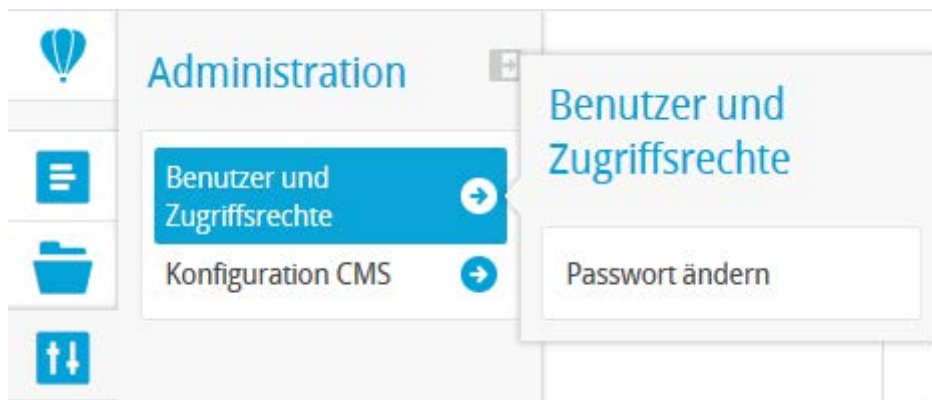 Administration
Benutzer und
Zugriffsrechte
Konfiguration CMS
Benutzer und
Zugriffsrechte
Passwort ändern